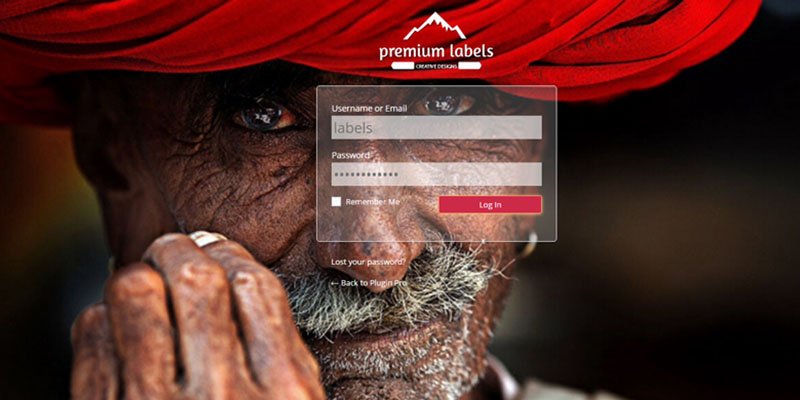 premium labels
CREATIVE DESIGNS
Username or Email
labels
Password
••••••••••••
Remember Me
Log In
Lost your password?
← Back to Plugin Pro